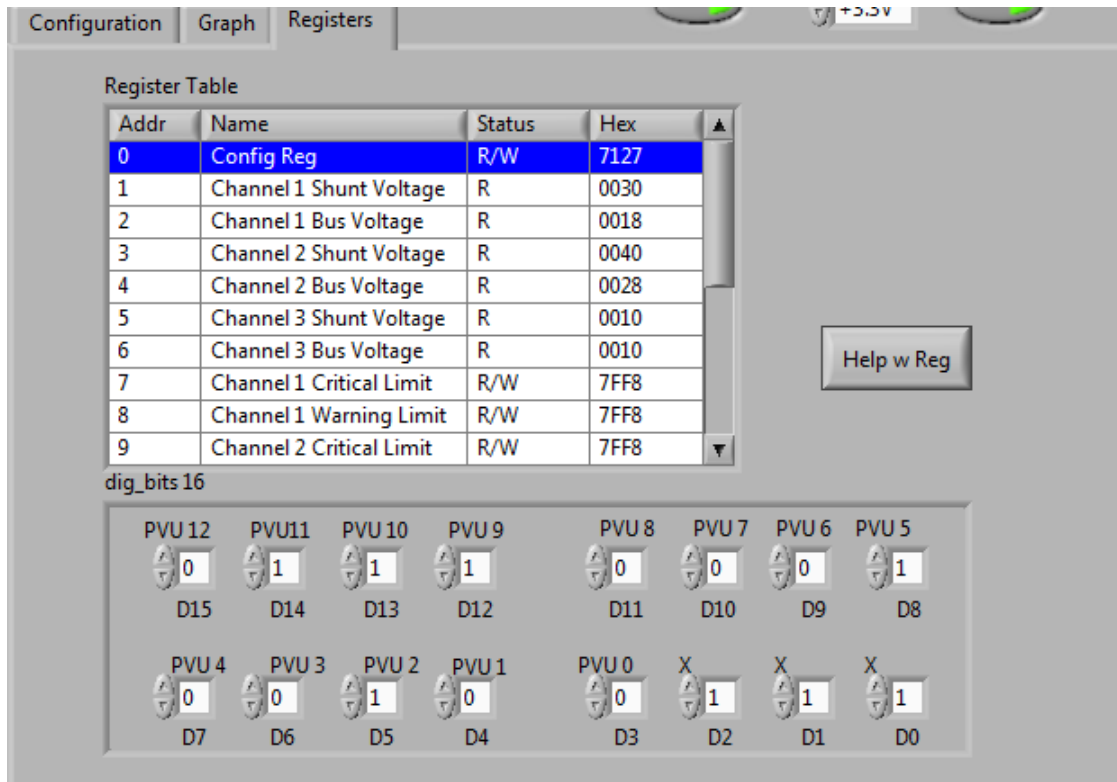 Configuration Graph Registers +3.3V
Register Table
Addr Name Status Hex
0 Config Reg R/W 7127
1 Channel 1 Shunt Voltage R 0030
2 Channel 1 Bus Voltage R 0018
3 Channel 2 Shunt Voltage R 0040
4 Channel 2 Bus Voltage R 0028
5 Channel 3 Shunt Voltage R 0010
6 Channel 3 Bus Voltage R 0010
7 Channel 1 Critical Limit R/W 7FF8
8 Channel 1 Warning Limit R/W 7FF8
9 Channel 2 Critical Limit R/W 7FF8
Help w Reg
dig_bits 16
PVU 12 PVU11 PVU 10 PVU 9 PVU 8 PVU 7 PVU 6 PVU 5
0 1 1 1 0 0 0 1
D15 D14 D13 D12 D11 D10 D9 D8
PVU 4 PVU 3 PVU 2 PVU 1 PVU 0 X X X
0 0 1 0 0 1 1 1
D7 D6 D5 D4 D3 D2 D1 D0